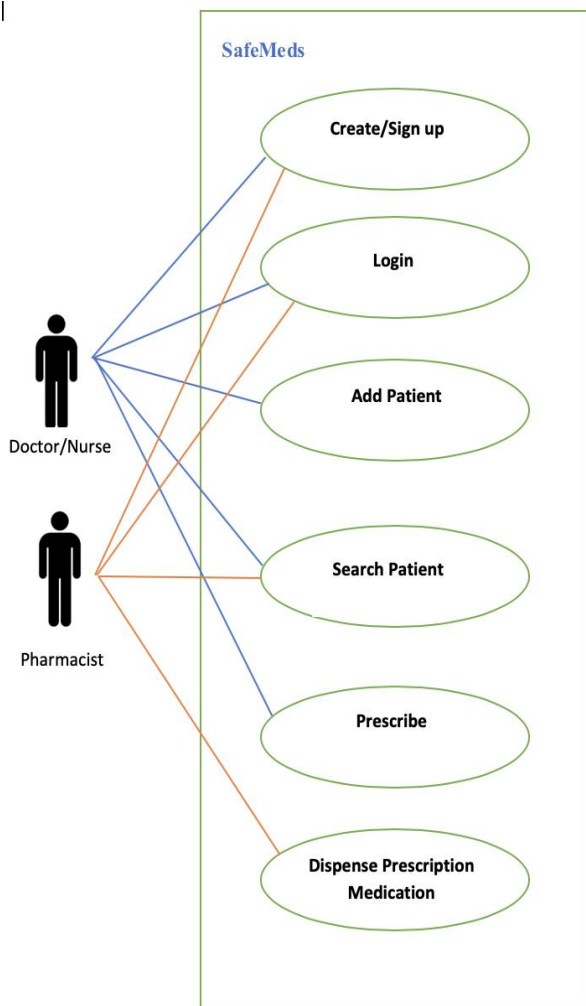 SafeMeds
Create/Sign up
Login
Add Patient
Doctor/Nurse
Search Patient
Pharmacist
Prescribe
Dispense Prescription
Medication